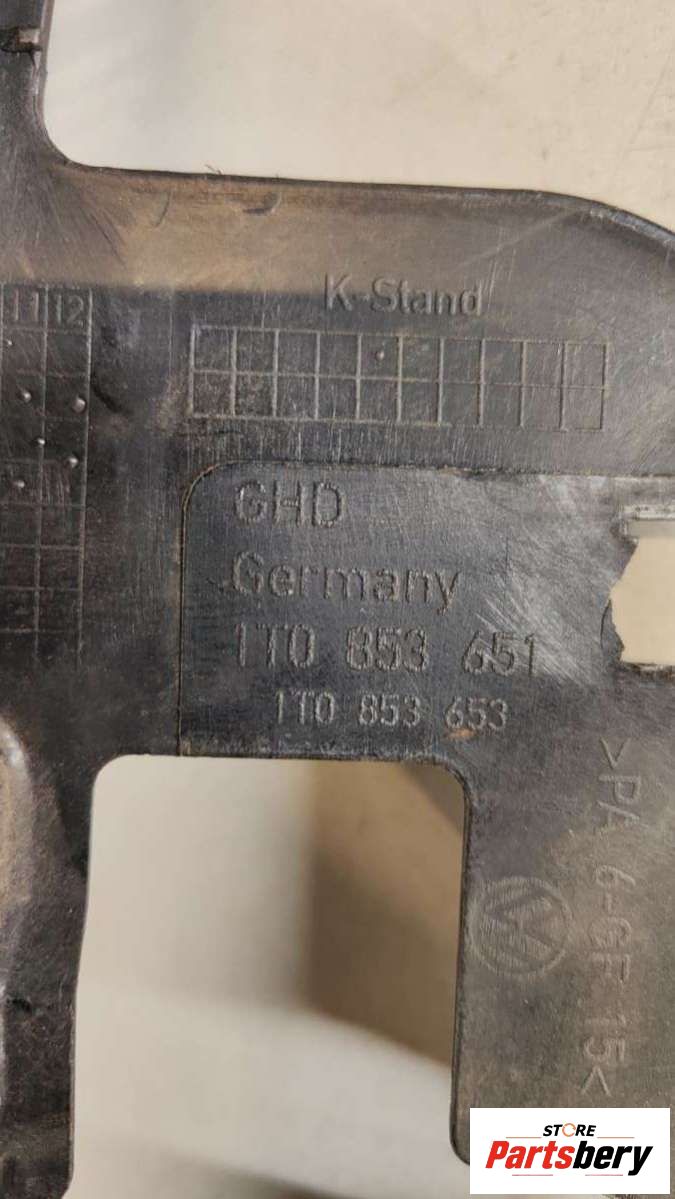 11 12
K-Stand
GHD
Germany
1T0 853 651
1T0 853 653
>PA 6-GF 15<
STORE
Partsbery